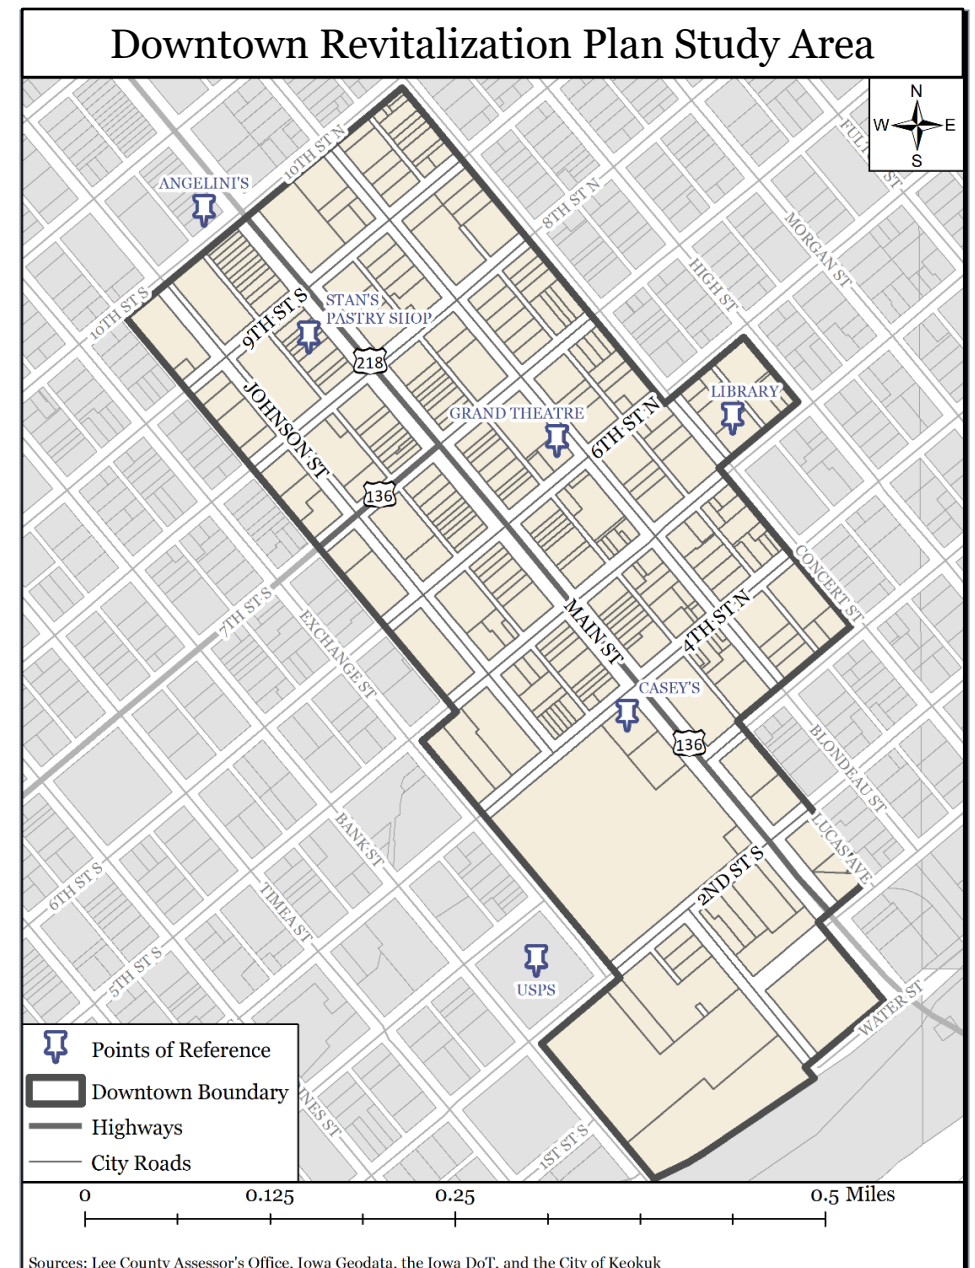 Downtown Revitalization Plan Study Area
N
W E
S
FULTON ST
10TH ST N
ANGELINI'S
8TH ST N
MORGAN ST
HIGH ST
10TH ST S
9TH ST S
STAN'S
PASTRY SHOP
218
LIBRARY
JOHNSON ST
GRAND THEATRE
6TH ST N
136
CONCERT ST
7TH ST S
EXCHANGE ST
MAIN ST
4TH ST N
CASEY'S
136
BLONDEAU ST
BANK ST
LUCAS AVE
2ND ST S
6TH ST S
TIMEA ST
5TH ST S
USPS
WATER ST
1ST ST S
Points of Reference
Downtown Boundary
Highways
City Roads
0 0.125 0.25 0.5 Miles
Sources: Lee County Assessor's Office, Iowa Geodata, the Iowa DoT, and the City of Keokuk